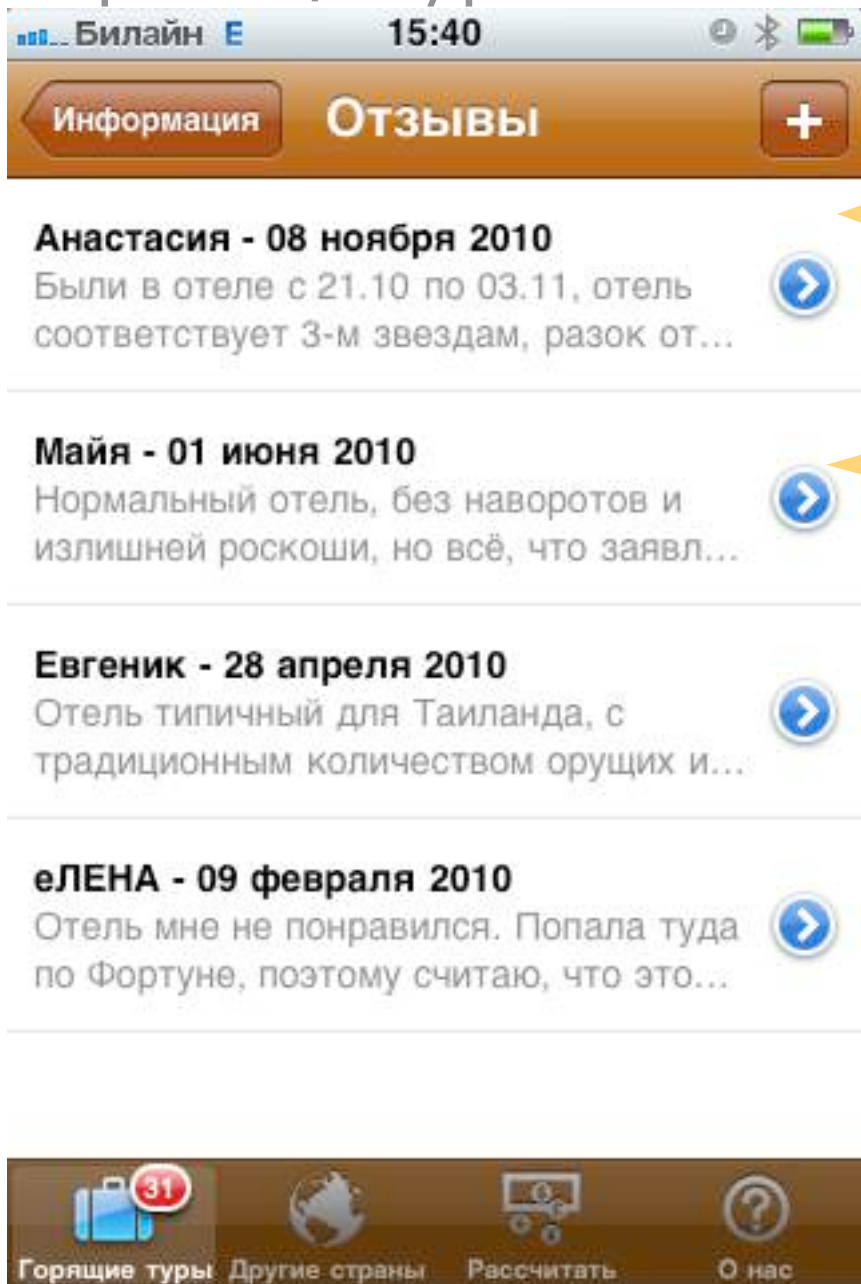 Билайн E 15:40
Информация Отзывы +
Анастасия - 08 ноября 2010
Были в отеле с 21.10 по 03.11, отель
соответствует 3-м звездам, разок от...
Майя - 01 июня 2010
Нормальный отель, без наворотов и
излишней роскоши, но всё, что заявл...
Евгеник - 28 апреля 2010
Отель типичный для Таиланда, с
традиционным количеством орущих и...
еЛЕНА - 09 февраля 2010
Отель мне не понравился. Попала туда
по Фортуне, поэтому считаю, что это...
31
Горящие туры Другие страны Рассчитать О нас